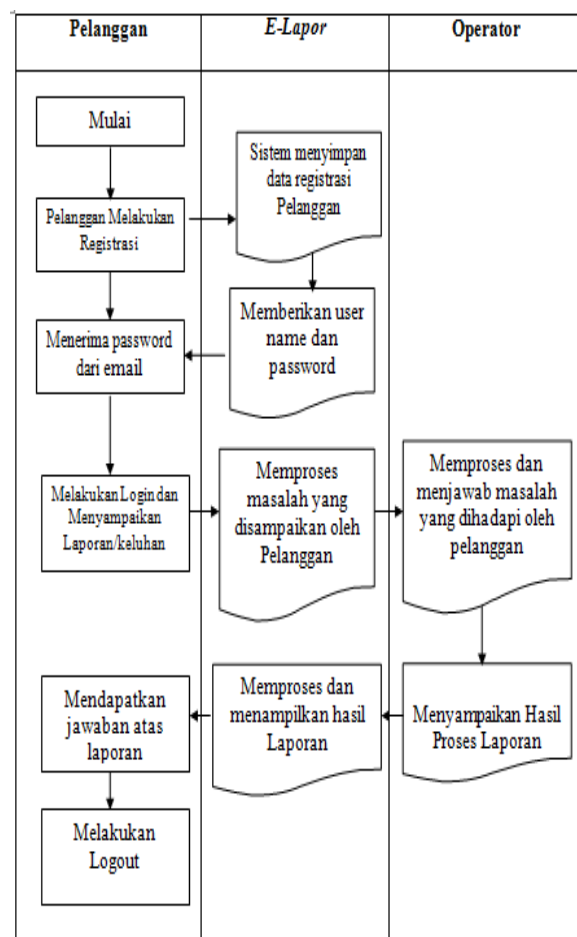 Pelanggan
E-Lapor
Operator
Mulai
Sistem menyimpan
data registrasi
Pelanggan
Pelanggan Melakukan
Registrasi
Memberikan user
name dan
password
Menerima password
dari email
Melakukan Login dan
Menyampaikan
Laporan/keluhan
Memproses
masalah yang
disampaikan oleh
Pelanggan
Memproses dan
menjawab masalah
yang dihadapi oleh
pelanggan
Menyampaikan Hasil
Proses Laporan
Memproses dan
menampilkan hasil
Laporan
Mendapatkan
jawaban atas
laporan
Melakukan
Logout